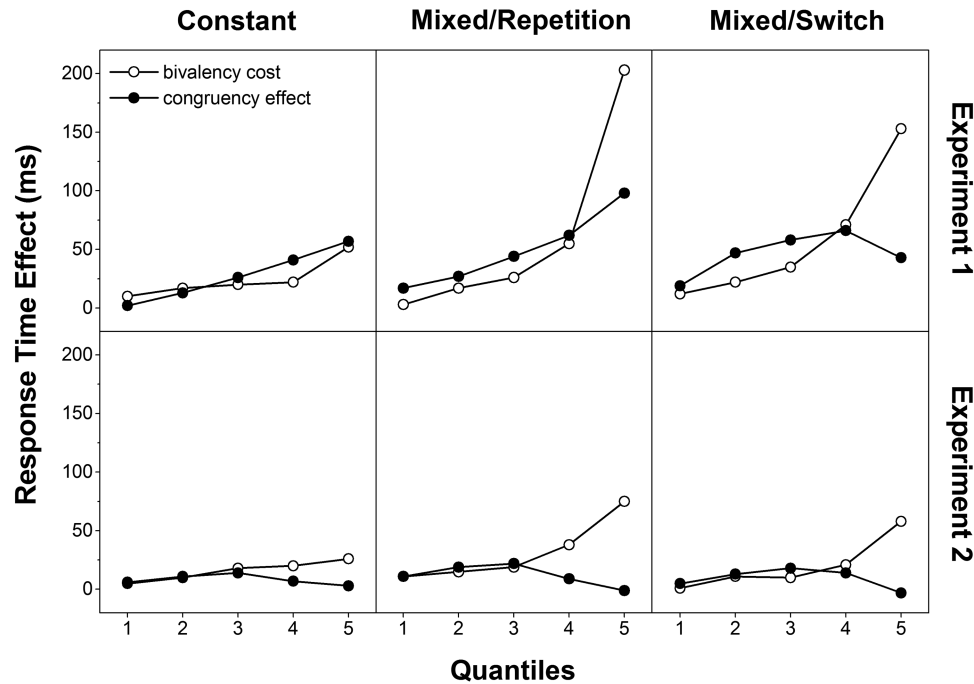 Constant Mixed/Repetition Mixed/Switch
bivalency cost
congruency effect
200
150
100
50
0
Experiment 1
Response Time Effect (ms)
200
150
100
50
0
Experiment 2
1 2 3 4 5 1 2 3 4 5 1 2 3 4 5
Quantiles